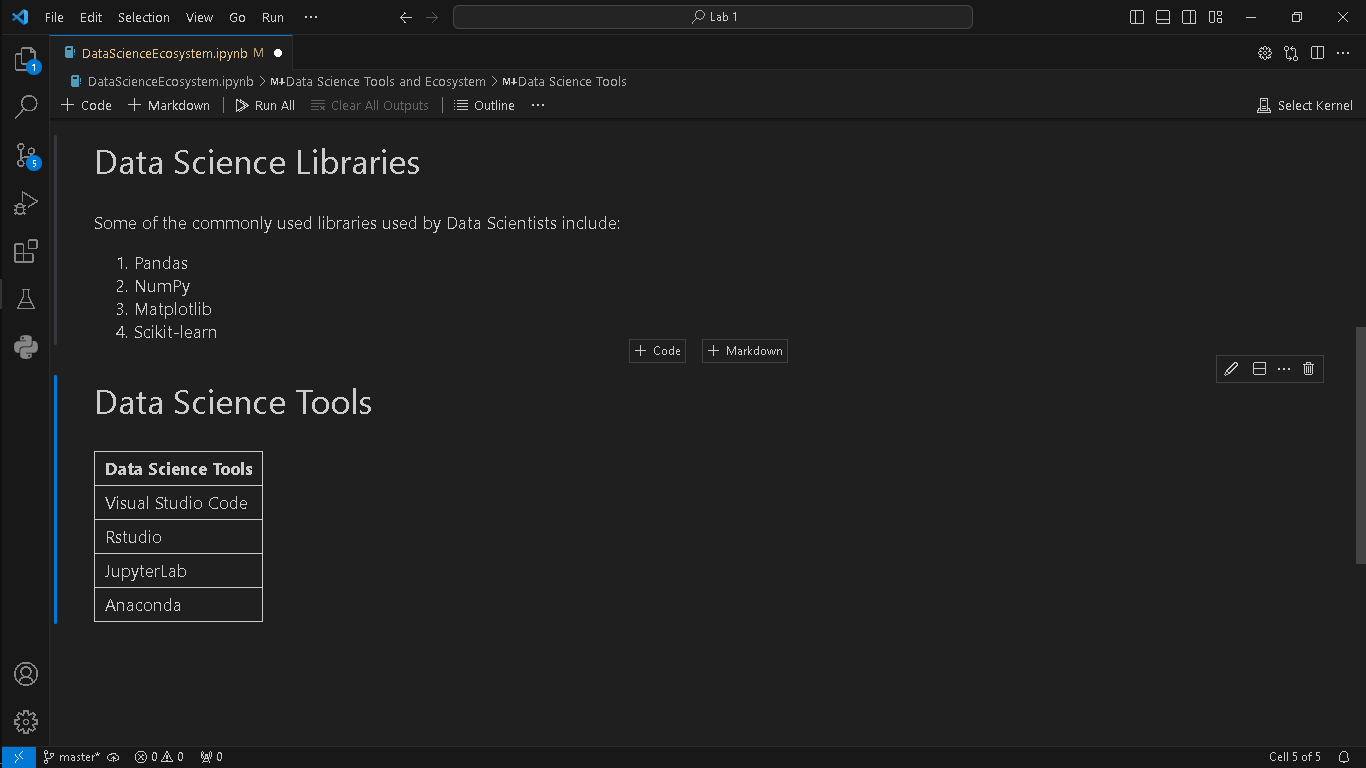 File Edit Selection View Go Run ···
Lab 1
DataScienceEcosystem.ipynb M
DataScienceEcosystem.ipynb > M↓Data Science Tools and Ecosystem > M↓Data Science Tools
+ Code + Markdown Run All Clear All Outputs Outline ···
Select Kernel
Data Science Libraries
Some of the commonly used libraries used by Data Scientists include:
1. Pandas
2. NumPy
3. Matplotlib
4. Scikit-learn
+ Code + Markdown
Data Science Tools
Data Science Tools
Visual Studio Code
Rstudio
JupyterLab
Anaconda
1
5
master* 0 0 0
Cell 5 of 5